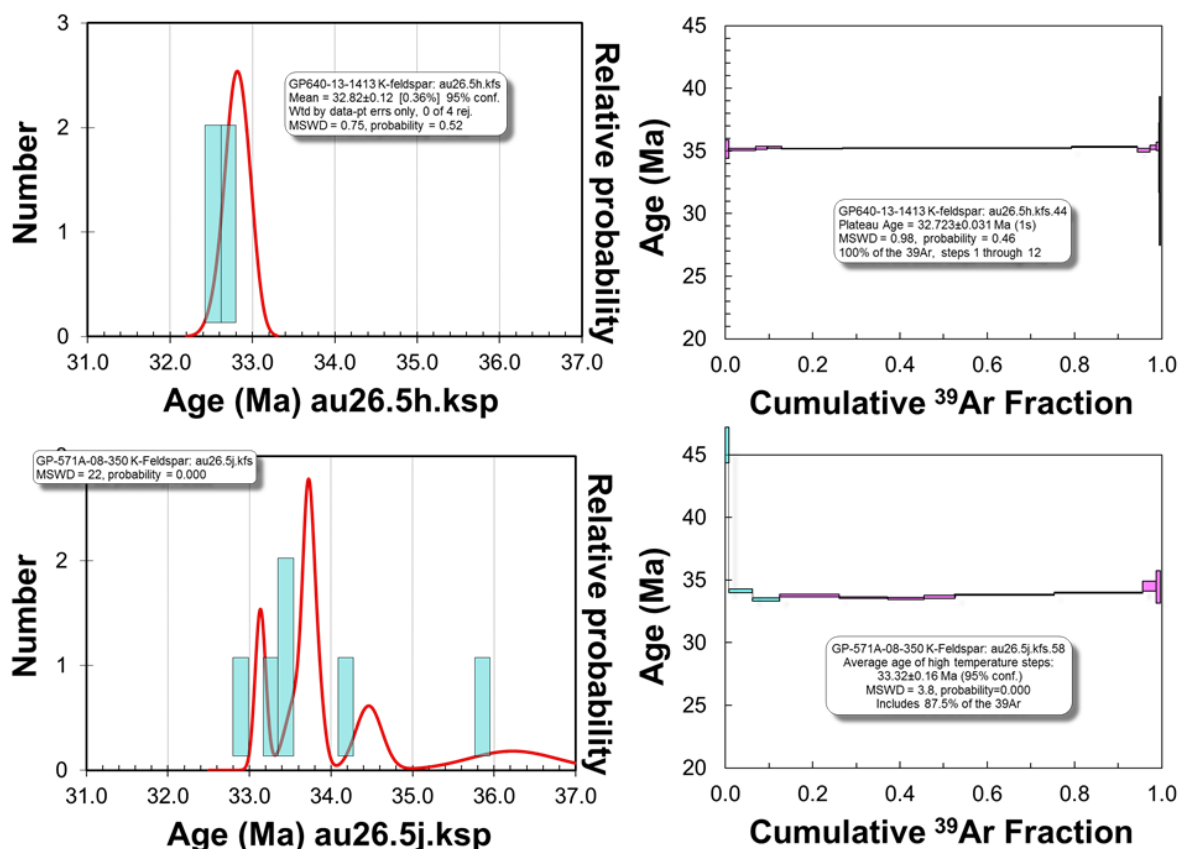 3
2
1
0
Number
31.0 32.0 33.0 34.0 35.0 36.0 37.0
Age (Ma) au26.5h.ksp
Relative probability
GP640-13-1413 K-feldspar: au26.5h.kfs
Mean = 32.82±0.12 [0.36%] 95% conf.
Wtd by data-pt errs only, 0 of 4 rej.
MSWD = 0.75, probability = 0.52
45
40
35
30
25
20
Age (Ma)
0.0 0.2 0.4 0.6 0.8 1.0
Cumulative ³⁹Ar Fraction
GP640-13-1413 K-feldspar: au26.5h.kfs.44
Plateau Age = 32.723±0.031 Ma (1s)
MSWD = 0.98, probability = 0.46
100% of the 39Ar, steps 1 through 12
GP-571A-08-350 K-Feldspar: au26.5j.kfs
MSWD = 22, probability = 0.000
2
1
0
Number
31.0 32.0 33.0 34.0 35.0 36.0 37.0
Age (Ma) au26.5j.ksp
Relative probability
45
40
35
30
25
20
Age (Ma)
0.0 0.2 0.4 0.6 0.8 1.0
Cumulative ³⁹Ar Fraction
GP-571A-08-350 K-Feldspar: au26.5j.kfs.58
Average age of high temperature steps:
33.32±0.16 Ma (95% conf.)
MSWD = 3.8, probability=0.000
Includes 87.5% of the 39Ar